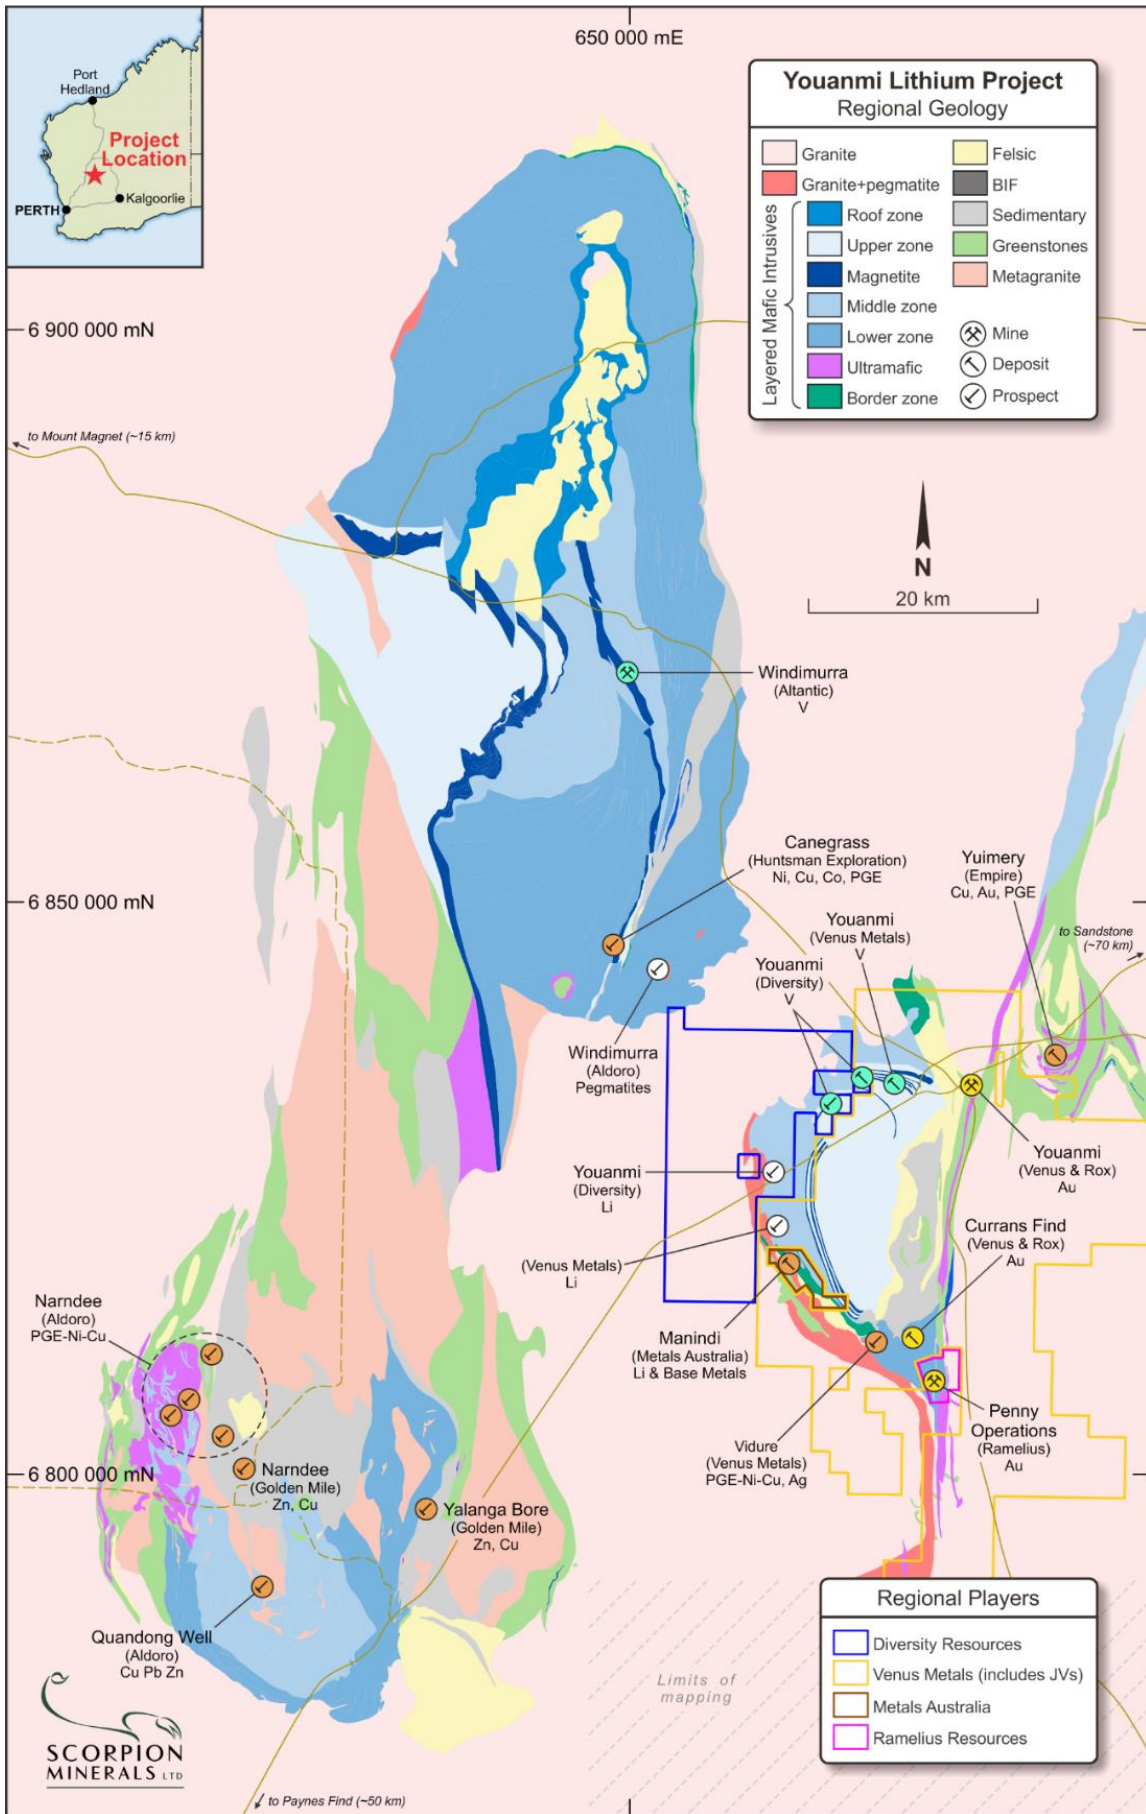 650 000 mE
Port
Hedland
Project
Location
Kalgoorlie
PERTH
Youanmi Lithium Project
Regional Geology
Granite
Granite+pegmatite
Layered Mafic Intrusives
Roof zone
Upper zone
Magnetite
Middle zone
Lower zone
Ultramafic
Border zone
Felsic
BIF
Sedimentary
Greenstones
Metagranite
Mine
Deposit
Prospect
6 900 000 mN
to Mount Magnet (~15 km)
N
20 km
Windimurra
(Altantic)
V
Canegrass
(Huntsman Exploration)
Ni, Cu, Co, PGE
Yuimery
(Empire)
Cu, Au, PGE
6 850 000 mN
Youanmi
(Venus Metals)
V
to Sandstone
(~70 km)
Youanmi
(Diversity)
V
Windimurra
(Aldoro)
Pegmatites
Youanmi
(Venus & Rox)
Au
Youanmi
(Diversity)
Li
Currans Find
(Venus & Rox)
Au
(Venus Metals)
Li
Narndee
(Aldoro)
PGE-Ni-Cu
Manindi
(Metals Australia)
Li & Base Metals
Penny
Operations
(Ramelius)
Au
Vidure
(Venus Metals)
PGE-Ni-Cu, Ag
6 800 000 mN
Narndee
(Golden Mile)
Zn, Cu
Yalanga Bore
(Golden Mile)
Zn, Cu
Quandong Well
(Aldoro)
Cu Pb Zn
Limits of
mapping
Regional Players
Diversity Resources
Venus Metals (includes JVs)
Metals Australia
Ramelius Resources
SCORPION
MINERALS LTD
to Paynes Find (~50 km)